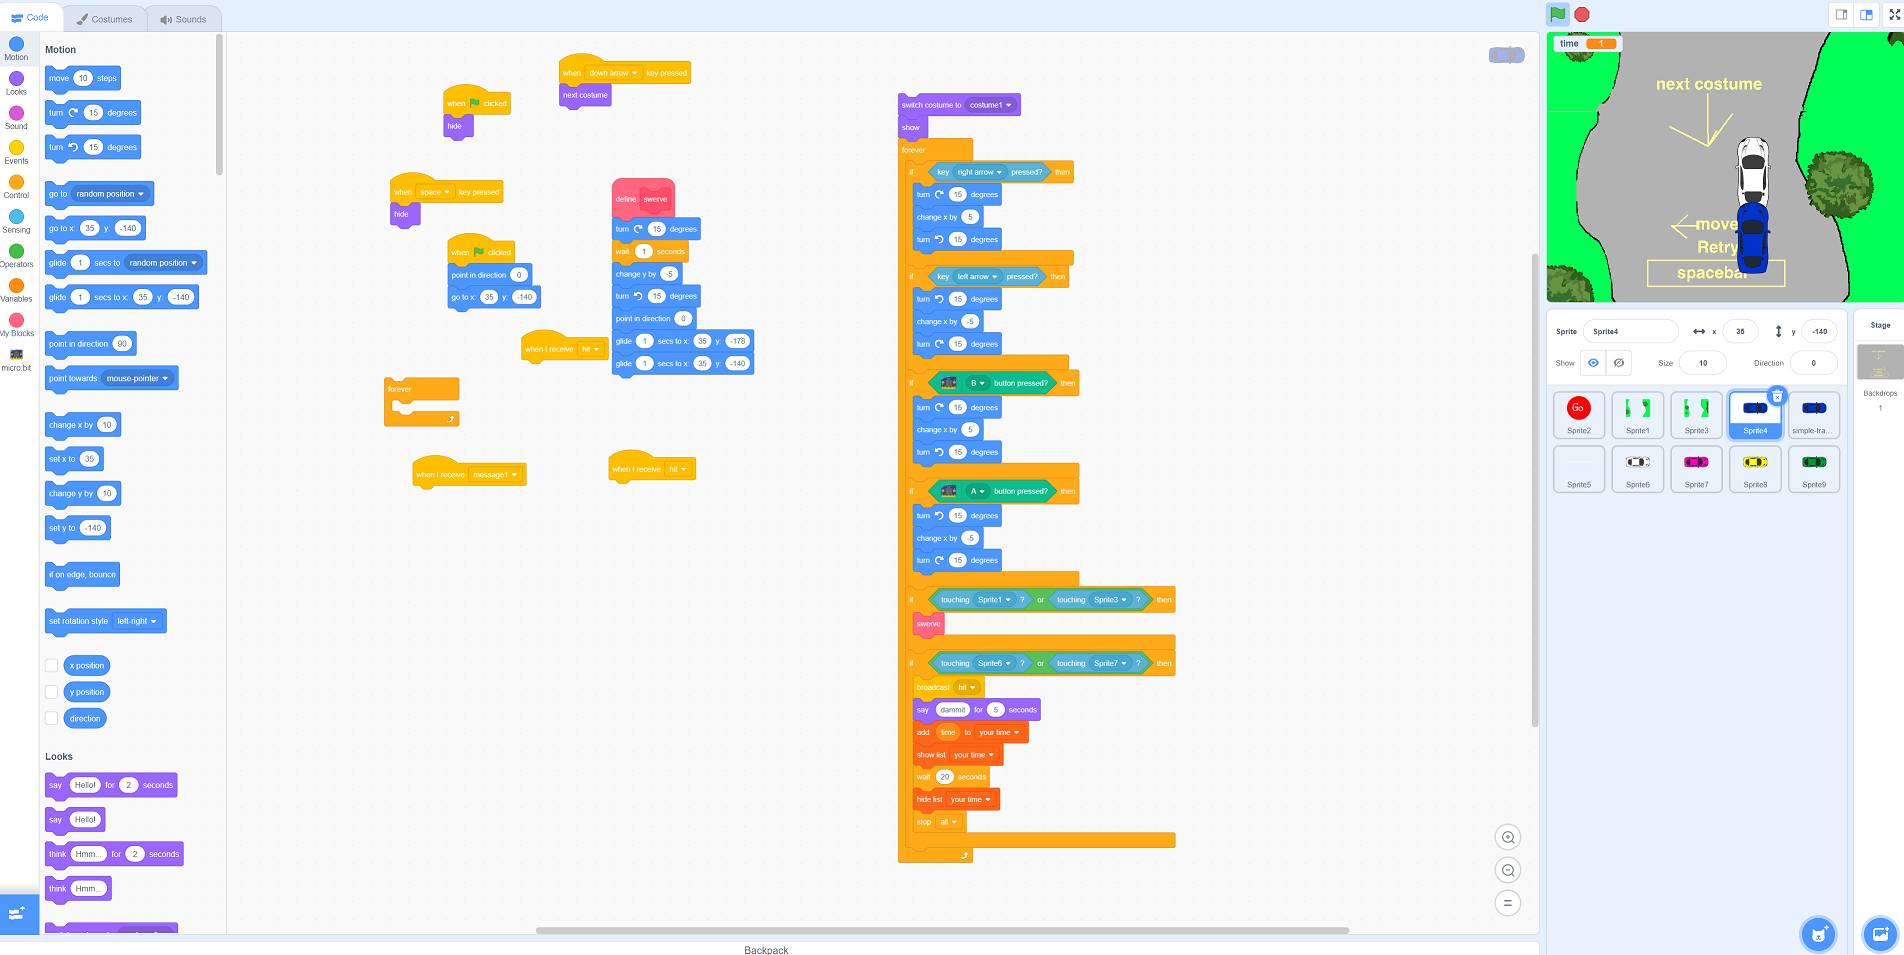 Code
Costumes
Sounds
Motion
Looks
Sound
Events
Control
Sensing
Operators
Variables
My Blocks
micro:bit
Motion
move 10 steps
turn 15 degrees
turn 15 degrees
go to random position
go to x: 35 y: -140
glide 1 secs to random position
glide 1 secs to x: 35 y: -140
point in direction 90
point towards mouse-pointer
change x by 10
set x to 35
change y by 10
set y to -140
if on edge, bounce
set rotation style left-right
x position
y position
direction
Looks
say Hello! for 2 seconds
say Hello!
think Hmm... for 2 seconds
think Hmm...
when clicked
hide
when down arrow key pressed
next costume
when space key pressed
hide
when clicked
point in direction 0
go to x: 35 y: -140
define swerve
turn 15 degrees
wait 1 seconds
change y by -5
turn 15 degrees
point in direction 0
glide 1 secs to x: 35 y: -178
glide 1 secs to x: 35 y: -140
when I receive hit
forever
when I receive message1
when I receive hit
switch costume to costume1
show
forever
if key right arrow pressed? then
turn 15 degrees
change x by 5
turn 15 degrees
if key left arrow pressed? then
turn 15 degrees
change x by -5
turn 15 degrees
if B button pressed? then
turn 15 degrees
change x by 5
turn 15 degrees
if A button pressed? then
turn 15 degrees
change x by -5
turn 15 degrees
if touching Sprite1 ? or touching Sprite3 ? then
swerve
if touching Sprite6 ? or touching Sprite7 ? then
broadcast hit
say dammit for 5 seconds
add time to your time
show list your time
wait 20 seconds
hide list your time
stop all
Backpack
time 1
next costume
move
Retry
spacebar
Sprite Sprite4 x 35 y -140
Show Size 10 Direction 0
Go
Sprite2
Sprite1
Sprite3
Sprite4
simple-tra...
Sprite5
Sprite6
Sprite7
Sprite8
Sprite9
Stage
Backdrops
1